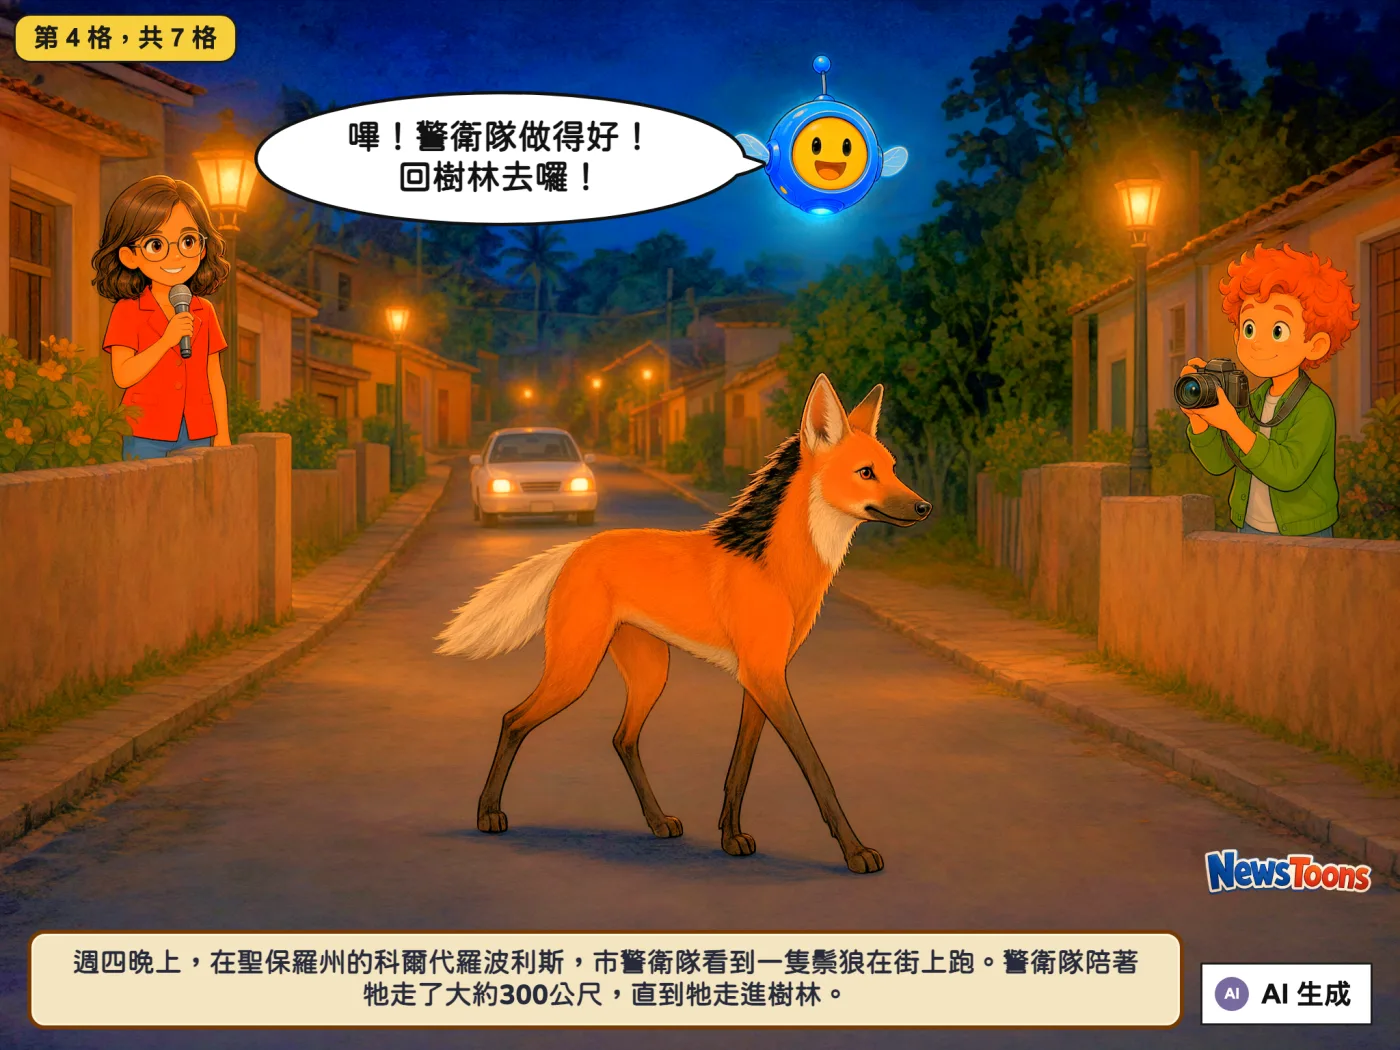 第 4 格，共 7 格
嗶！警衛隊做得好！
回樹林去囉！
NewsToons
週四晚上，在聖保羅州的科爾代羅波利斯，市警衛隊看到一隻鬃狼在街上跑。警衛隊陪著
牠走了大約300公尺，直到牠走進樹林。
AI AI 生成